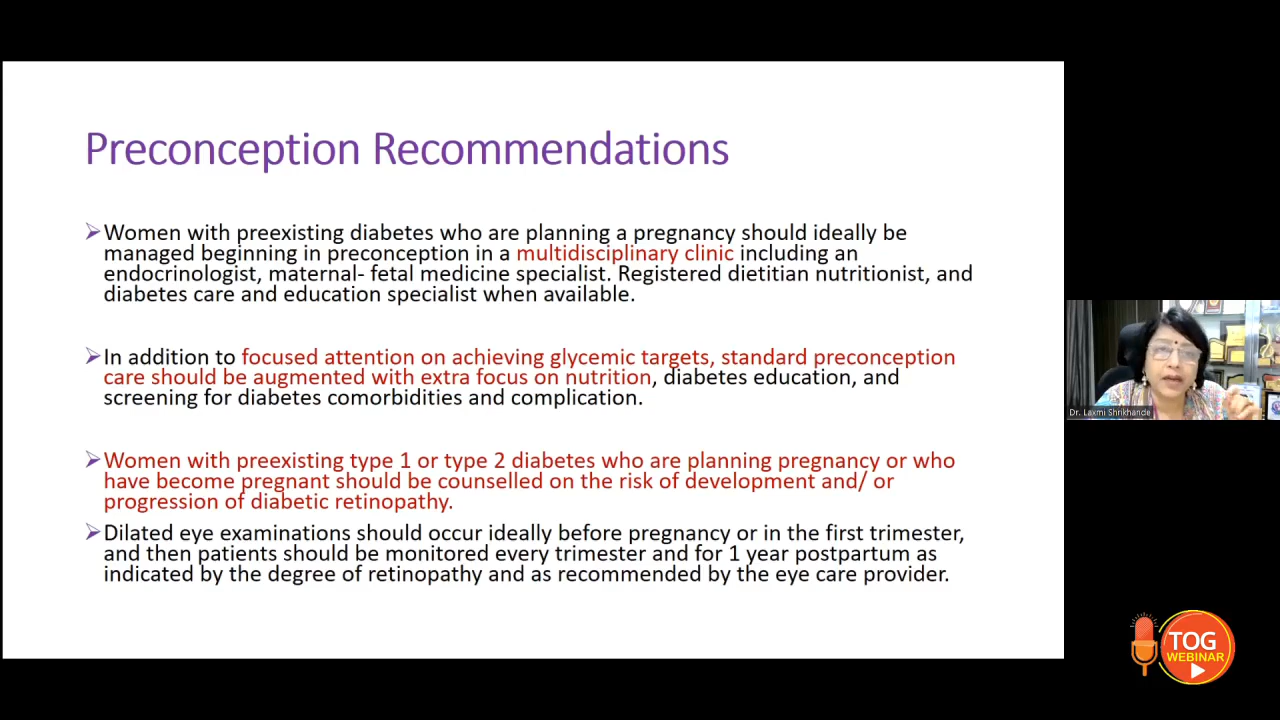 Preconception Recommendations
Women with preexisting diabetes who are planning a pregnancy should ideally be
managed beginning in preconception in a multidisciplinary clinic including an
endocrinologist, maternal- fetal medicine specialist. Registered dietitian nutritionist, and
diabetes care and education specialist when available.
In addition to focused attention on achieving glycemic targets, standard preconception
care should be augmented with extra focus on nutrition, diabetes education, and
screening for diabetes comorbidities and complication.
Women with preexisting type 1 or type 2 diabetes who are planning pregnancy or who
have become pregnant should be counselled on the risk of development and/ or
progression of diabetic retinopathy.
Dilated eye examinations should occur ideally before pregnancy or in the first trimester,
and then patients should be monitored every trimester and for 1 year postpartum as
indicated by the degree of retinopathy and as recommended by the eye care provider.
Dr. Laxmi Shrikhande
TOG
WEBINAR